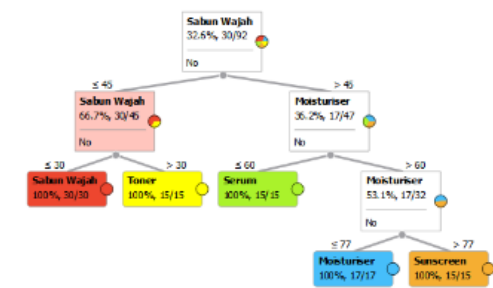 Sabun Wajah
32.6%, 30/92
No
≤ 45
> 45
Sabun Wajah
66.7%, 30/45
No
Moisturiser
36.2%, 17/47
No
≤ 30
> 30
≤ 60
> 60
Sabun Wajah
100%, 30/30
Toner
100%, 15/15
Serum
100%, 15/15
Moisturiser
53.1%, 17/32
No
≤ 77
> 77
Moisturiser
100%, 17/17
Sunscreen
100%, 15/15